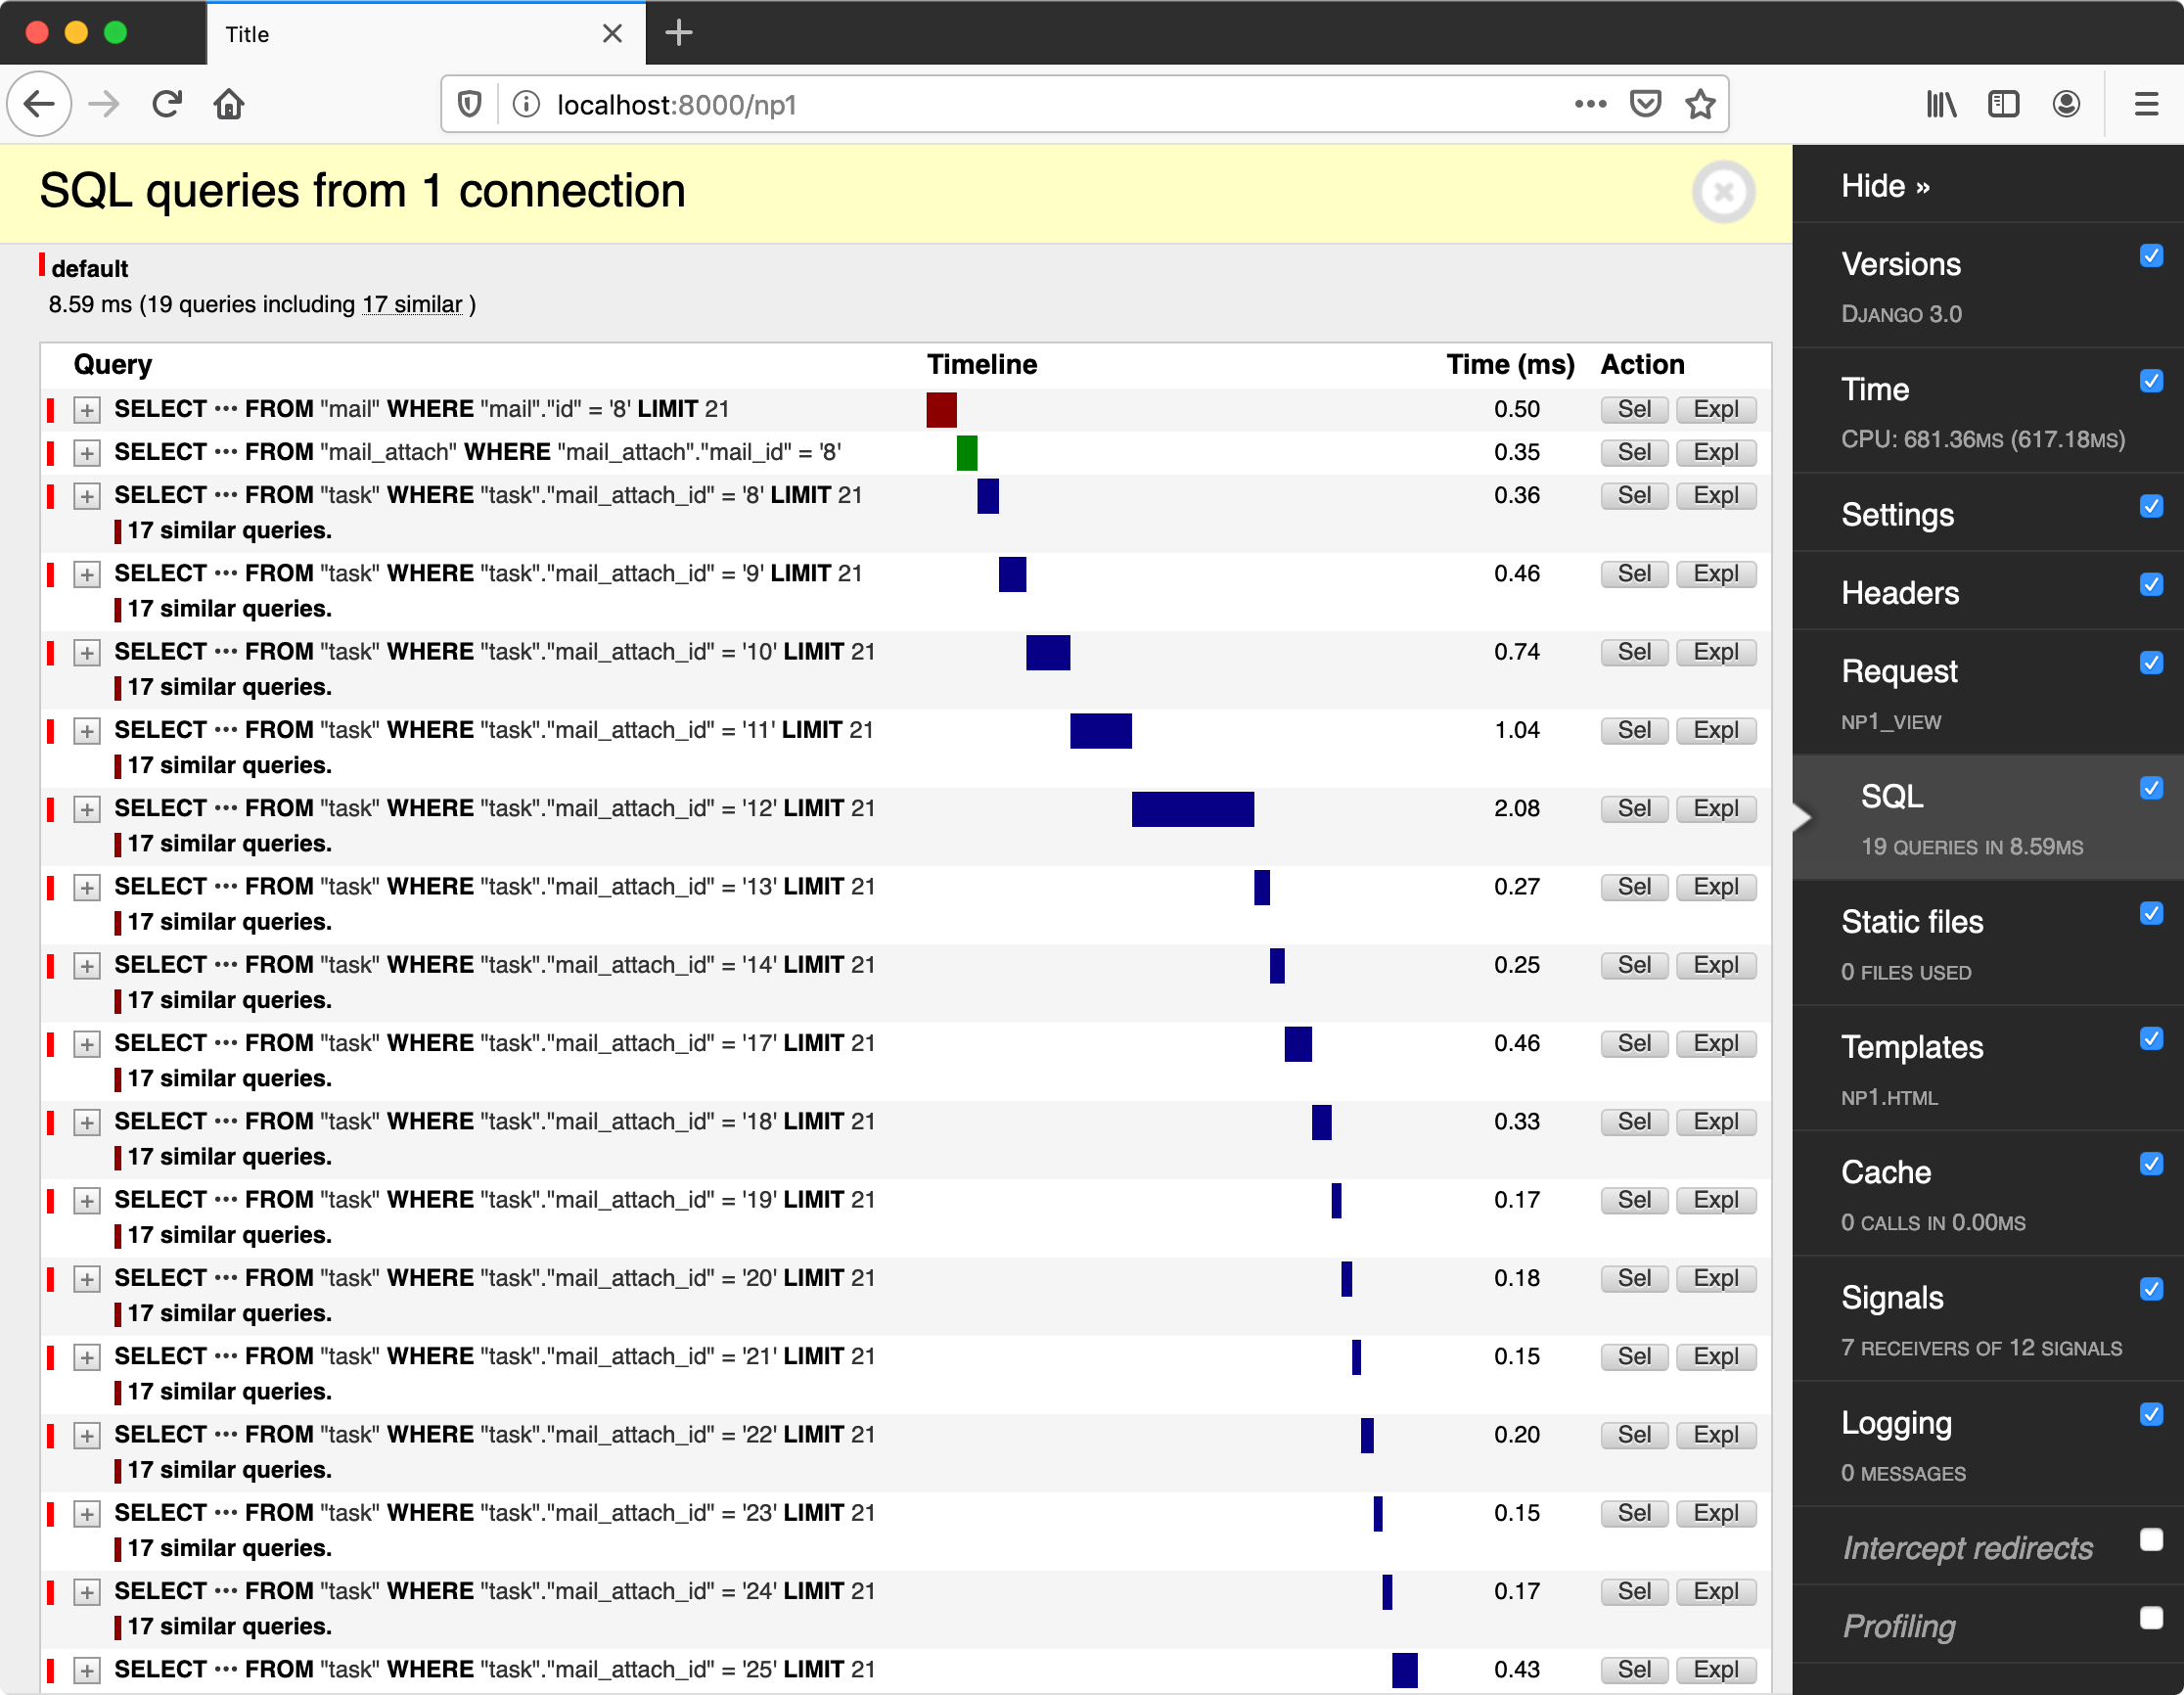 Title
localhost:8000/np1
SQL queries from 1 connection
default
8.59 ms (19 queries including 17 similar )
Query Timeline Time (ms) Action
SELECT ••• FROM "mail" WHERE "mail"."id" = '8' LIMIT 21 0.50 Sel Expl
SELECT ••• FROM "mail_attach" WHERE "mail_attach"."mail_id" = '8' 0.35 Sel Expl
SELECT ••• FROM "task" WHERE "task"."mail_attach_id" = '8' LIMIT 21 0.36 Sel Expl
17 similar queries.
SELECT ••• FROM "task" WHERE "task"."mail_attach_id" = '9' LIMIT 21 0.46 Sel Expl
17 similar queries.
SELECT ••• FROM "task" WHERE "task"."mail_attach_id" = '10' LIMIT 21 0.74 Sel Expl
17 similar queries.
SELECT ••• FROM "task" WHERE "task"."mail_attach_id" = '11' LIMIT 21 1.04 Sel Expl
17 similar queries.
SELECT ••• FROM "task" WHERE "task"."mail_attach_id" = '12' LIMIT 21 2.08 Sel Expl
17 similar queries.
SELECT ••• FROM "task" WHERE "task"."mail_attach_id" = '13' LIMIT 21 0.27 Sel Expl
17 similar queries.
SELECT ••• FROM "task" WHERE "task"."mail_attach_id" = '14' LIMIT 21 0.25 Sel Expl
17 similar queries.
SELECT ••• FROM "task" WHERE "task"."mail_attach_id" = '17' LIMIT 21 0.46 Sel Expl
17 similar queries.
SELECT ••• FROM "task" WHERE "task"."mail_attach_id" = '18' LIMIT 21 0.33 Sel Expl
17 similar queries.
SELECT ••• FROM "task" WHERE "task"."mail_attach_id" = '19' LIMIT 21 0.17 Sel Expl
17 similar queries.
SELECT ••• FROM "task" WHERE "task"."mail_attach_id" = '20' LIMIT 21 0.18 Sel Expl
17 similar queries.
SELECT ••• FROM "task" WHERE "task"."mail_attach_id" = '21' LIMIT 21 0.15 Sel Expl
17 similar queries.
SELECT ••• FROM "task" WHERE "task"."mail_attach_id" = '22' LIMIT 21 0.20 Sel Expl
17 similar queries.
SELECT ••• FROM "task" WHERE "task"."mail_attach_id" = '23' LIMIT 21 0.15 Sel Expl
17 similar queries.
SELECT ••• FROM "task" WHERE "task"."mail_attach_id" = '24' LIMIT 21 0.17 Sel Expl
17 similar queries.
SELECT ••• FROM "task" WHERE "task"."mail_attach_id" = '25' LIMIT 21 0.43 Sel Expl
Hide »
Versions
DJANGO 3.0
Time
CPU: 681.36MS (617.18MS)
Settings
Headers
Request
NP1_VIEW
SQL
19 QUERIES IN 8.59MS
Static files
0 FILES USED
Templates
NP1.HTML
Cache
0 CALLS IN 0.00MS
Signals
7 RECEIVERS OF 12 SIGNALS
Logging
0 MESSAGES
Intercept redirects
Profiling